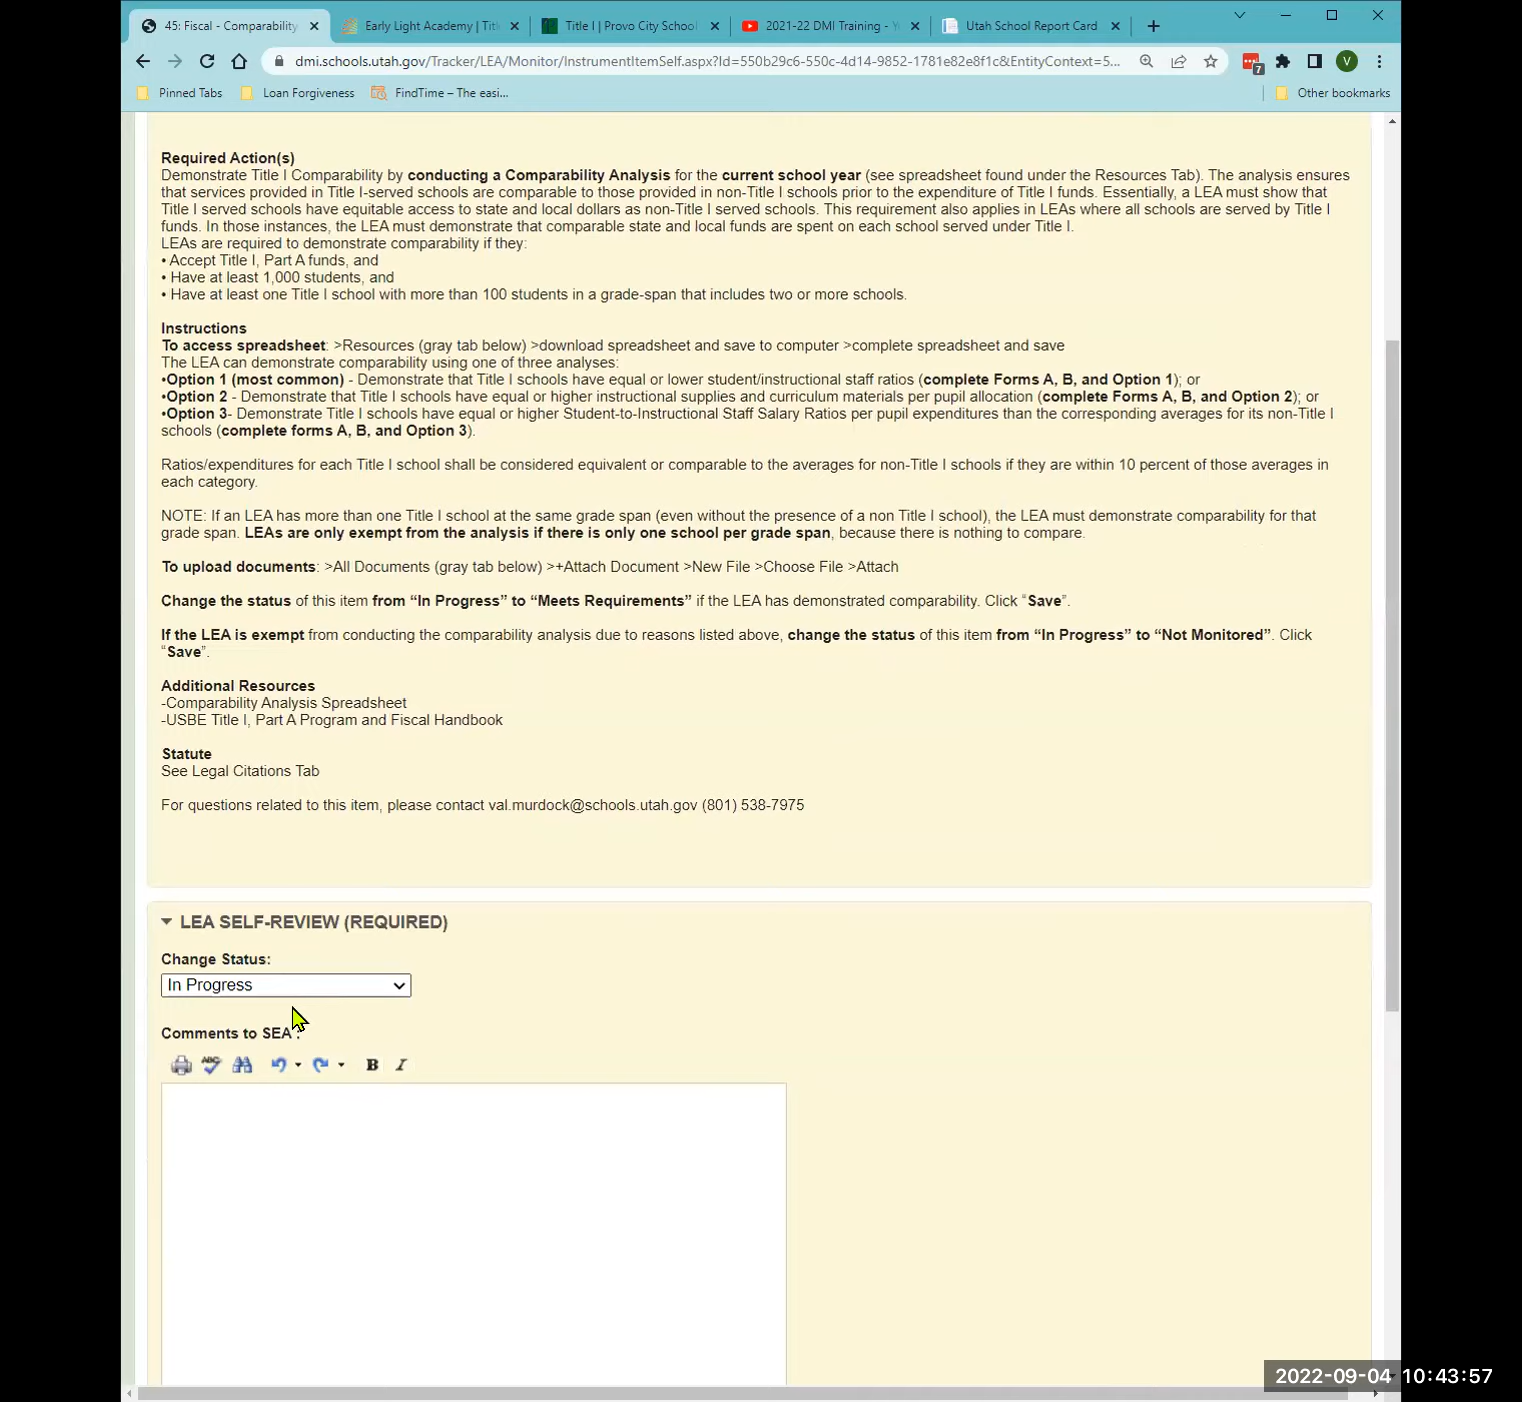 45: Fiscal - Comparability
Early Light Academy | Titl
Title I | Provo City School
2021-22 DMI Training - Y
Utah School Report Card
dmi.schools.utah.gov/Tracker/LEA/Monitor/InstrumentItemSelf.aspx?Id=550b29c6-550c-4d14-9852-1781e82e8f1c&EntityContext=5...
7
V
Pinned Tabs
Loan Forgiveness
FindTime – The easi...
Other bookmarks
Required Action(s)
Demonstrate Title I Comparability by conducting a Comparability Analysis for the current school year (see spreadsheet found under the Resources Tab). The analysis ensures
that services provided in Title I-served schools are comparable to those provided in non-Title I schools prior to the expenditure of Title I funds. Essentially, a LEA must show that
Title I served schools have equitable access to state and local dollars as non-Title I served schools. This requirement also applies in LEAs where all schools are served by Title I
funds. In those instances, the LEA must demonstrate that comparable state and local funds are spent on each school served under Title I.
LEAs are required to demonstrate comparability if they:
• Accept Title I, Part A funds, and
• Have at least 1,000 students, and
• Have at least one Title I school with more than 100 students in a grade-span that includes two or more schools.
Instructions
To access spreadsheet: >Resources (gray tab below) >download spreadsheet and save to computer >complete spreadsheet and save
The LEA can demonstrate comparability using one of three analyses:
•Option 1 (most common) - Demonstrate that Title I schools have equal or lower student/instructional staff ratios (complete Forms A, B, and Option 1); or
•Option 2 - Demonstrate that Title I schools have equal or higher instructional supplies and curriculum materials per pupil allocation (complete Forms A, B, and Option 2); or
•Option 3- Demonstrate Title I schools have equal or higher Student-to-Instructional Staff Salary Ratios per pupil expenditures than the corresponding averages for its non-Title I
schools (complete forms A, B, and Option 3).
Ratios/expenditures for each Title I school shall be considered equivalent or comparable to the averages for non-Title I schools if they are within 10 percent of those averages in
each category.
NOTE: If an LEA has more than one Title I school at the same grade span (even without the presence of a non Title I school), the LEA must demonstrate comparability for that
grade span. LEAs are only exempt from the analysis if there is only one school per grade span, because there is nothing to compare.
To upload documents: >All Documents (gray tab below) >+Attach Document >New File >Choose File >Attach
Change the status of this item from “In Progress” to “Meets Requirements” if the LEA has demonstrated comparability. Click “Save”.
If the LEA is exempt from conducting the comparability analysis due to reasons listed above, change the status of this item from “In Progress” to “Not Monitored”. Click
“Save”.
Additional Resources
-Comparability Analysis Spreadsheet
-USBE Title I, Part A Program and Fiscal Handbook
Statute
See Legal Citations Tab
For questions related to this item, please contact val.murdock@schools.utah.gov (801) 538-7975
LEA SELF-REVIEW (REQUIRED)
Change Status:
In Progress
Comments to SEA :
ABC
B I
2022-09-04 10:43:57